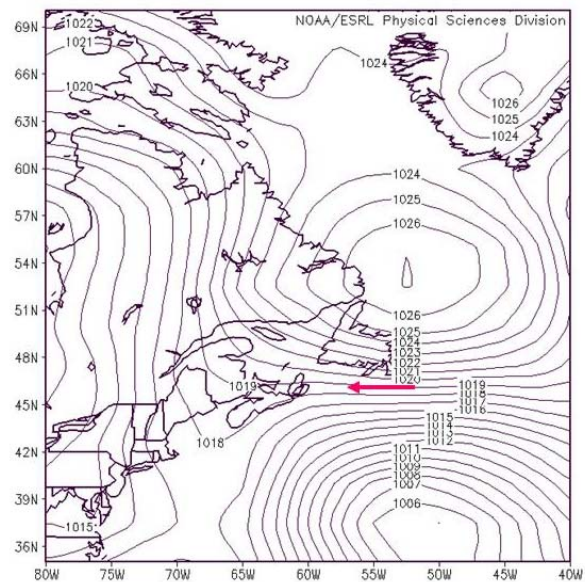 NOAA/ESRL Physical Sciences Division
69N
66N
63N
60N
57N
54N
51N
48N
45N
42N
39N
36N
80W
75W
70W
65W
60W
55W
50W
45W
40W
1022
1021
1020
1024
1026
1025
1024
1024
1025
1026
1026
1025
1024
1023
1022
1021
1020
1019
1019
1018
1017
1016
1018
1015
1014
1013
1012
1011
1010
1009
1008
1007
1006
1015